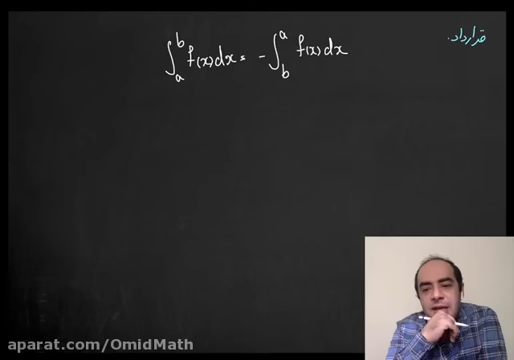 قرارداد.
∫_a^b f(x)dx = -∫_b^a f(x)dx
aparat.com/OmidMath